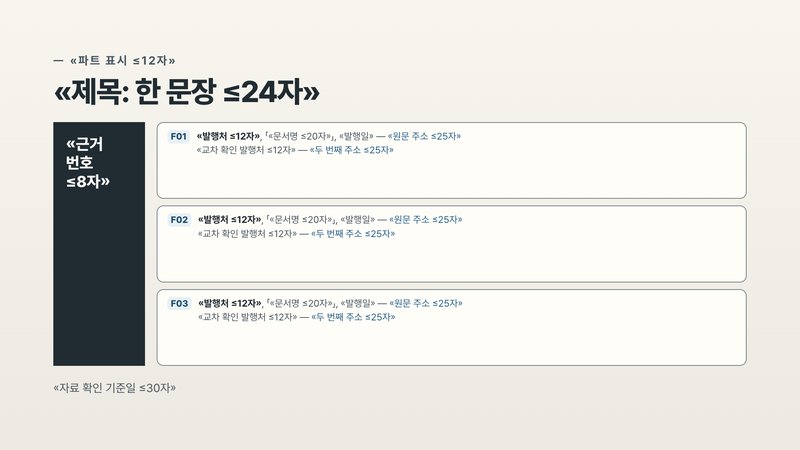 — «파트 표시 ≤12자»
«제목: 한 문장 ≤24자»
«근거
번호
≤8자»
F01 «발행처 ≤12자», 「«문서명 ≤20자»」, «발행일» — «원문 주소 ≤25자»
«교차 확인 발행처 ≤12자» — «두 번째 주소 ≤25자»
F02 «발행처 ≤12자», 「«문서명 ≤20자»」, «발행일» — «원문 주소 ≤25자»
«교차 확인 발행처 ≤12자» — «두 번째 주소 ≤25자»
F03 «발행처 ≤12자», 「«문서명 ≤20자»」, «발행일» — «원문 주소 ≤25자»
«교차 확인 발행처 ≤12자» — «두 번째 주소 ≤25자»
«자료 확인 기준일 ≤30자»